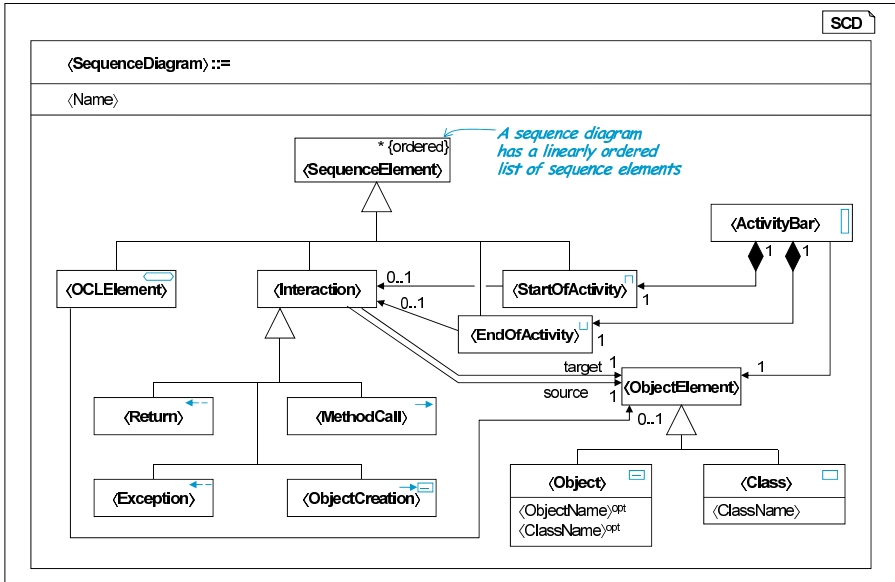 SCD
⟨SequenceDiagram⟩ ::=
⟨Name⟩
* {ordered}
⟨SequenceElement⟩
A sequence diagram
has a linearly ordered
list of sequence elements
⟨ActivityBar⟩
1
1
⟨OCLElement⟩
⟨Interaction⟩
0..1
0..1
⟨StartOfActivity⟩
1
⟨EndOfActivity⟩
1
target 1
source 1
1
⟨ObjectElement⟩
0..1
⟨Return⟩
⟨MethodCall⟩
⟨Exception⟩
⟨ObjectCreation⟩
⟨Object⟩
⟨ObjectName⟩opt
⟨ClassName⟩opt
⟨Class⟩
⟨ClassName⟩